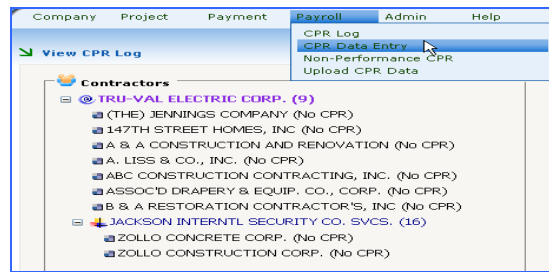 Company Project Payment Payroll Admin Help
CPR Log
CPR Data Entry
Non-Performance CPR
Upload CPR Data
View CPR Log
Contractors
TRU-VAL ELECTRIC CORP. (9)
(THE) JENNINGS COMPANY (No CPR)
147TH STREET HOMES, INC (No CPR)
A & A CONSTRUCTION AND RENOVATION (No CPR)
A. LISS & CO., INC. (No CPR)
ABC CONSTRUCTION CONTRACTING, INC. (No CPR)
ASSOC'D DRAPERY & EQUIP. CO., CORP. (No CPR)
B & A RESTORATION CONTRACTOR'S, INC (No CPR)
JACKSON INTERNTL SECURITY CO. SVCS. (16)
ZOLLO CONCRETE CORP. (No CPR)
ZOLLO CONSTRUCTION CORP. (No CPR)